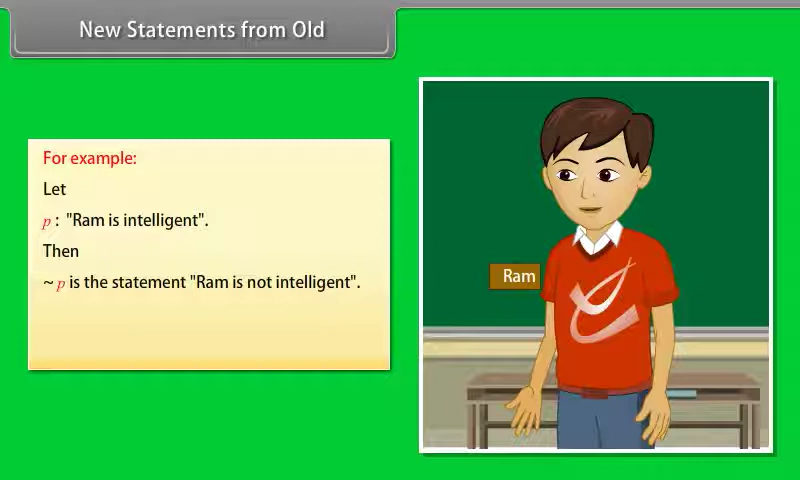 New Statements from Old
For example:
Let
p : "Ram is intelligent".
Then
~ p is the statement "Ram is not intelligent".
Ram